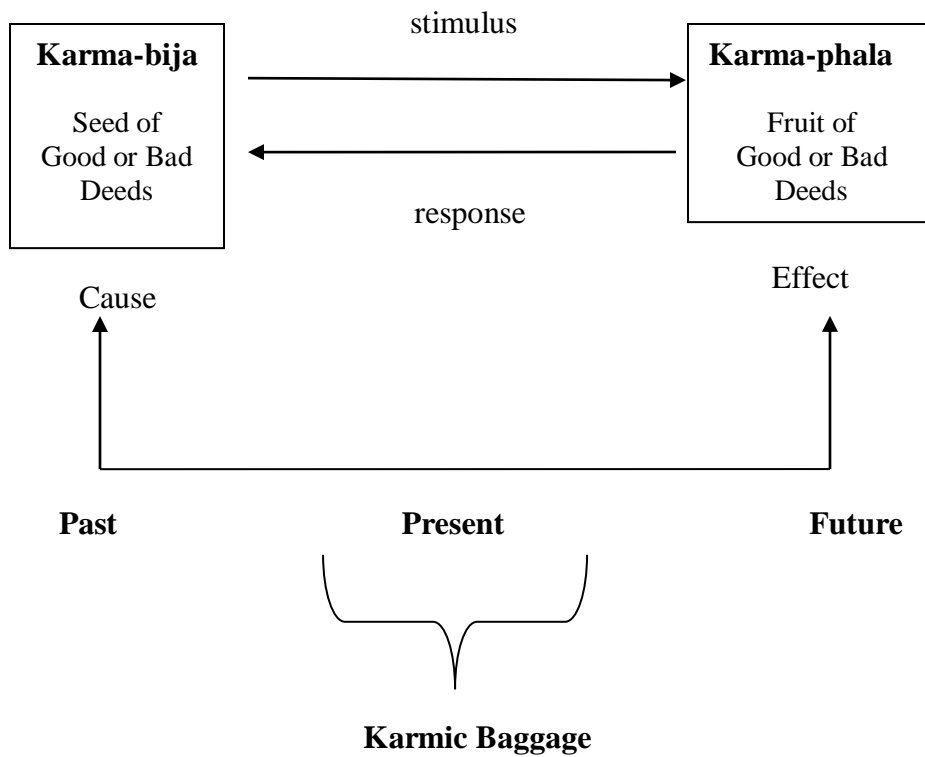 stimulus
Karma-bija
Seed of
Good or Bad
Deeds
Karma-phala
Fruit of
Good or Bad
Deeds
response
Cause
Effect
Past
Present
Future
Karmic Baggage